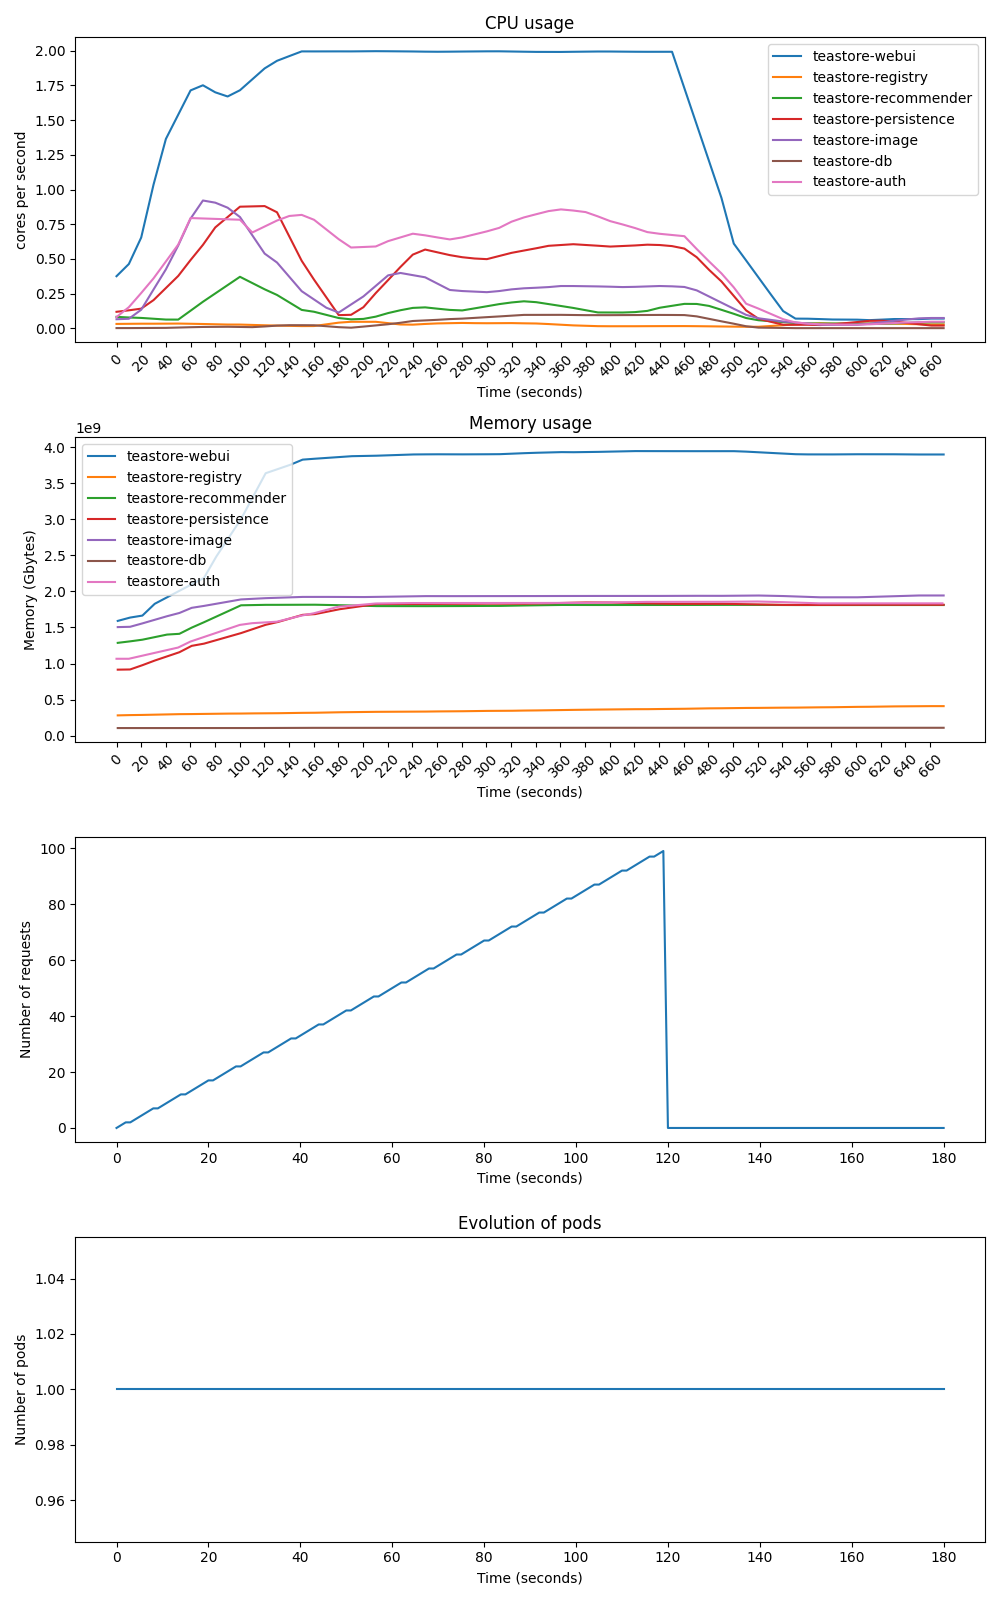 CPU usage
cores per second
2.00
1.75
1.50
1.25
1.00
0.75
0.50
0.25
0.00
teastore-webui
teastore-registry
teastore-recommender
teastore-persistence
teastore-image
teastore-db
teastore-auth
0 20 40 60 80 100 120 140 160 180 200 220 240 260 280 300 320 340 360 380 400 420 440 460 480 500 520 540 560 580 600 620 640 660
Time (seconds)
Memory usage
1e9
Memory (Gbytes)
4.0
3.5
3.0
2.5
2.0
1.5
1.0
0.5
0.0
teastore-webui
teastore-registry
teastore-recommender
teastore-persistence
teastore-image
teastore-db
teastore-auth
0 20 40 60 80 100 120 140 160 180 200 220 240 260 280 300 320 340 360 380 400 420 440 460 480 500 520 540 560 580 600 620 640 660
Time (seconds)
Number of requests
100
80
60
40
20
0
0 20 40 60 80 100 120 140 160 180
Time (seconds)
Evolution of pods
Number of pods
1.04
1.02
1.00
0.98
0.96
0 20 40 60 80 100 120 140 160 180
Time (seconds)